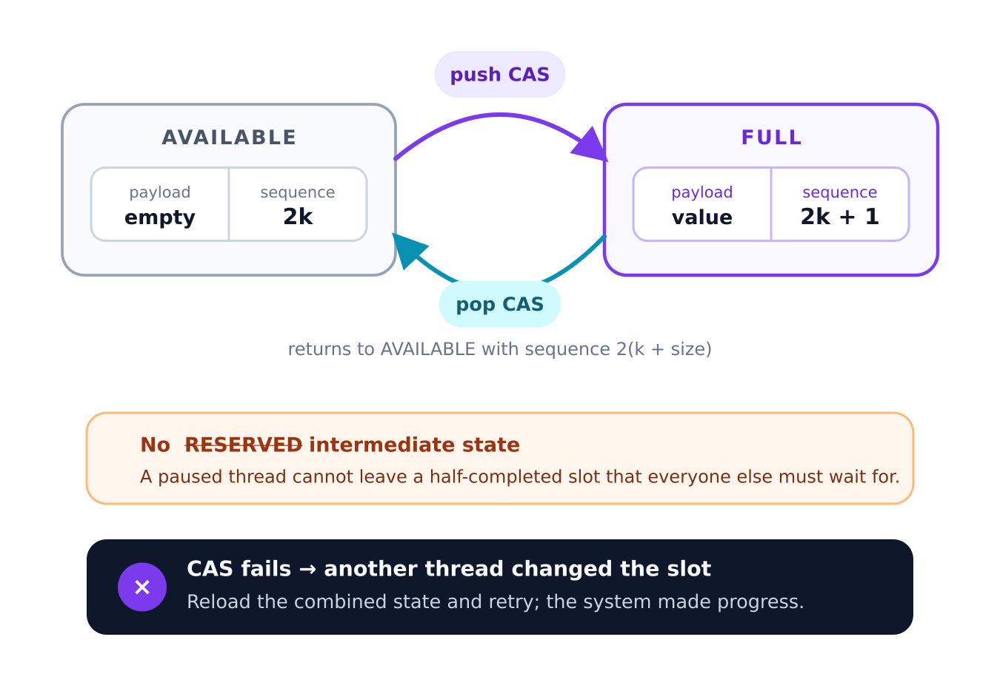 push CAS
AVAILABLE
payload
empty
sequence
2k
FULL
payload
value
sequence
2k + 1
pop CAS
returns to AVAILABLE with sequence 2(k + size)
No RESERVED intermediate state
A paused thread cannot leave a half-completed slot that everyone else must wait for.
× CAS fails → another thread changed the slot
Reload the combined state and retry; the system made progress.